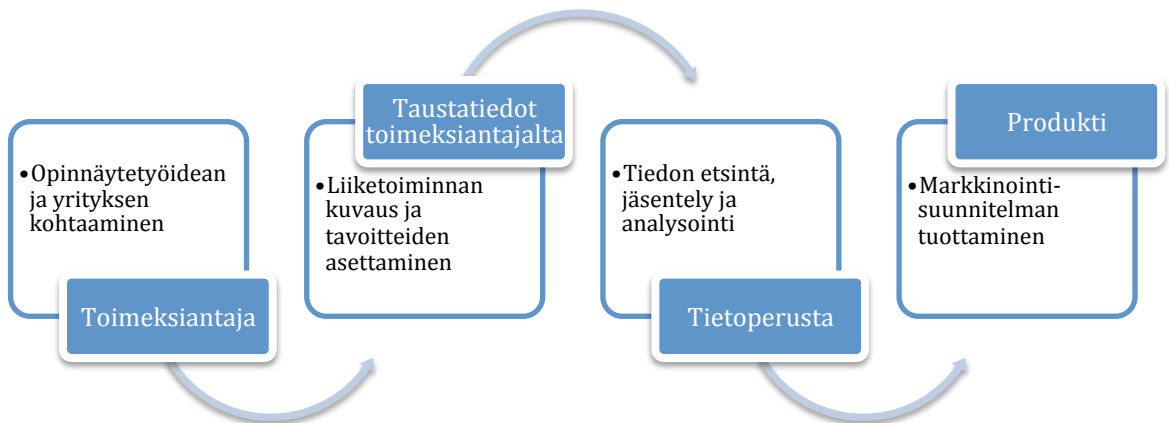 •Opinnäytetyöidean
ja yrityksen
kohtaaminen
Toimeksiantaja
Taustatiedot
toimeksiantajalta
•Liiketoiminnan
kuvaus ja
tavoitteiden
asettaminen
•Tiedon etsintä,
jäsentely ja
analysointi
Tietoperusta
Produkti
•Markkinointi-
suunnitelman
tuottaminen